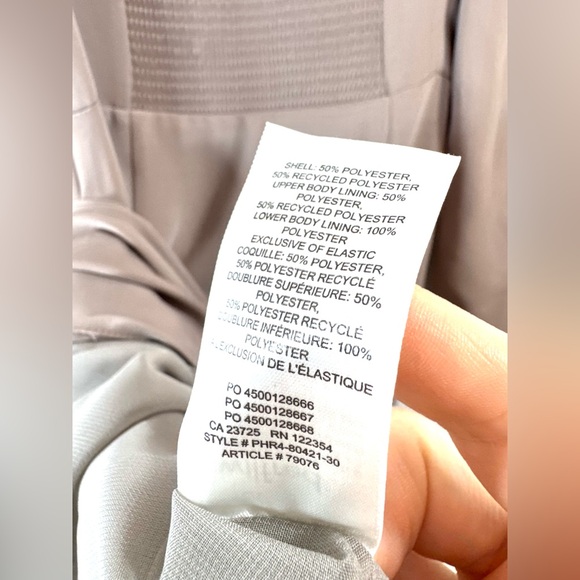 SHELL: 50% POLYESTER,
50% RECYCLED POLYESTER
UPPER BODY LINING: 50%
POLYESTER,
50% RECYCLED POLYESTER
LOWER BODY LINING: 100%
POLYESTER
EXCLUSIVE OF ELASTIC
COQUILLE: 50% POLYESTER,
50% POLYESTER RECYCLÉ
DOUBLURE SUPÉRIEURE: 50%
POLYESTER,
50% POLYESTER RECYCLÉ
DOUBLURE INFÉRIEURE: 100%
POLYESTER
L'EXCLUSION DE L'ÉLASTIQUE
PO 4500128666
PO 4500128667
PO 4500128668
CA 23725 RN 122354
STYLE # PHR4-80421-30
ARTICLE # 79076